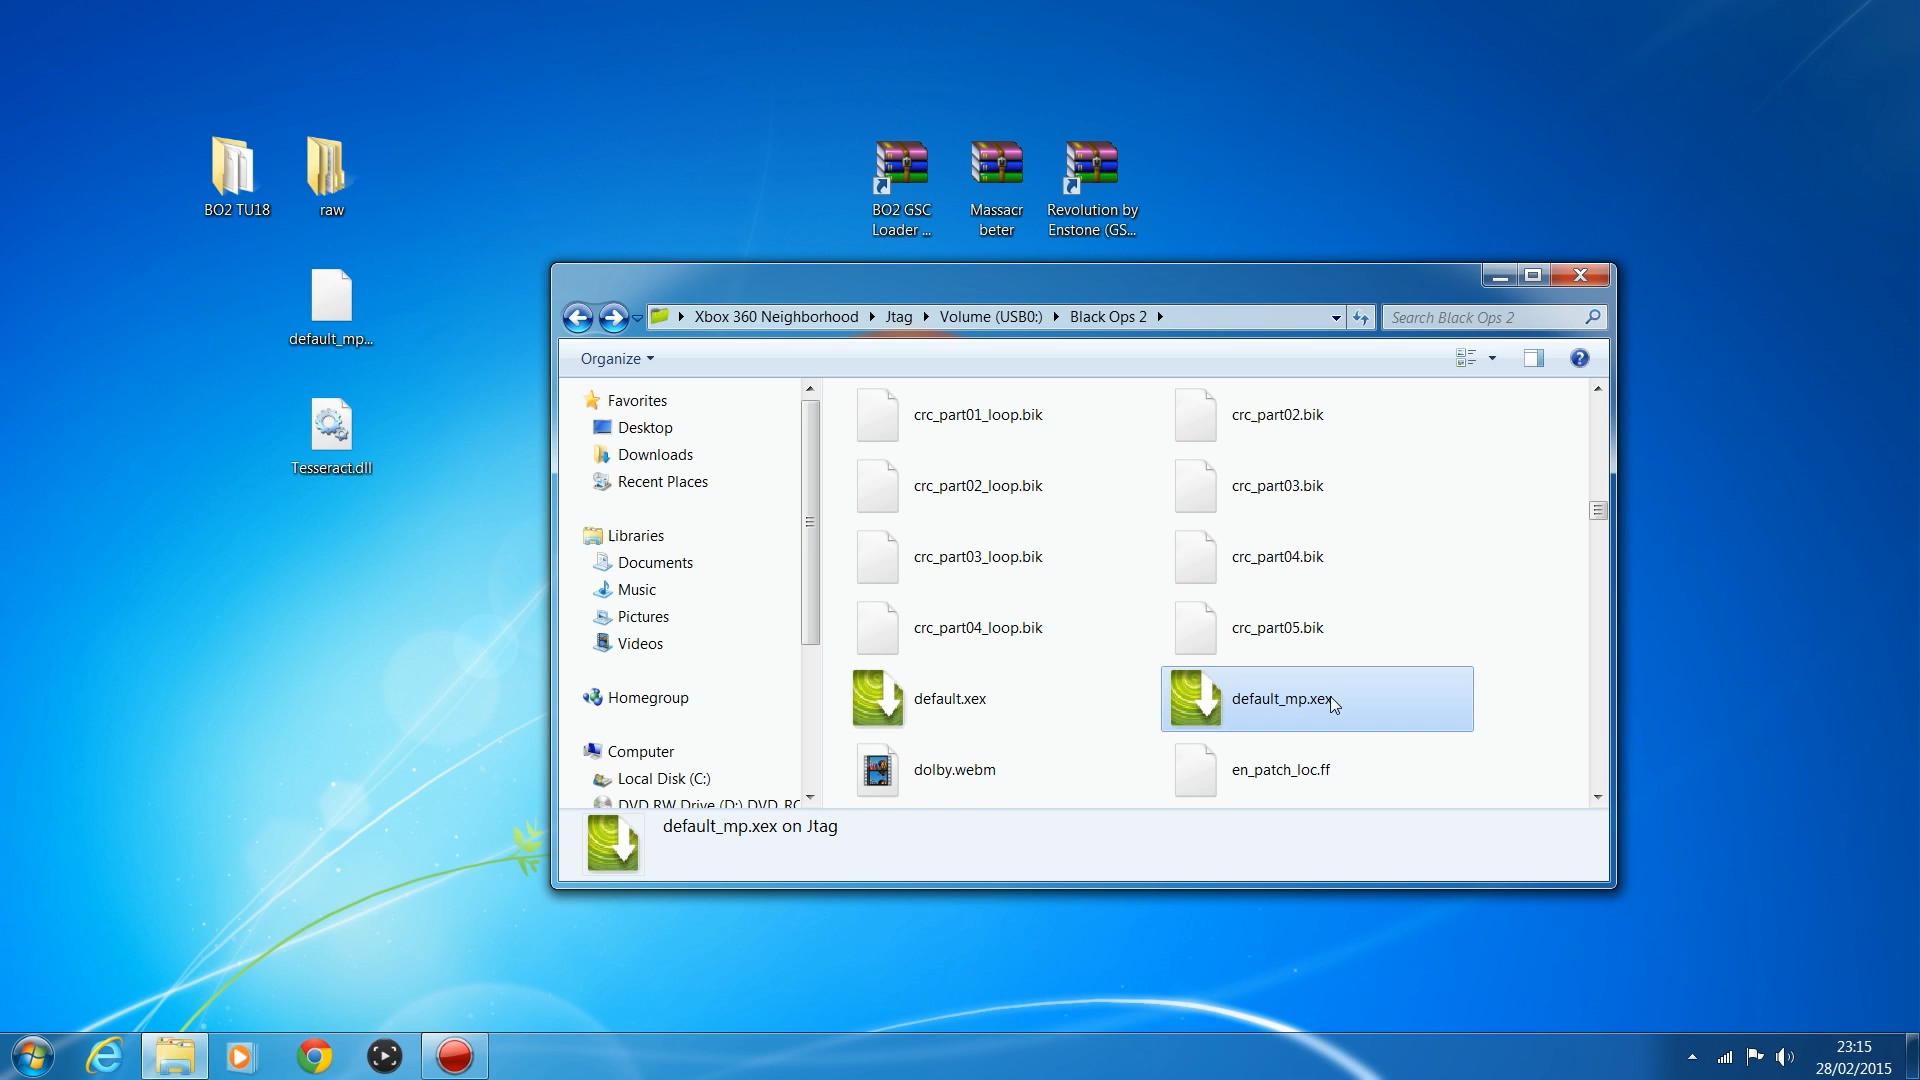 BO2 TU18
raw
BO2 GSC
Loader ...
Massacr
beter
Revolution by
Enstone (GS...
default_mp...
Tesseract.dll
Xbox 360 Neighborhood
Jtag
Volume (USB0:)
Black Ops 2
Search Black Ops 2
Organize
Favorites
Desktop
Downloads
Recent Places
Libraries
Documents
Music
Pictures
Videos
Homegroup
Computer
Local Disk (C:)
DVD RW Drive (D:) DVD_RO
crc_part01_loop.bik
crc_part02.bik
crc_part02_loop.bik
crc_part03.bik
crc_part03_loop.bik
crc_part04.bik
crc_part04_loop.bik
crc_part05.bik
default.xex
default_mp.xex
dolby.webm
en_patch_loc.ff
default_mp.xex on Jtag
23:15
28/02/2015